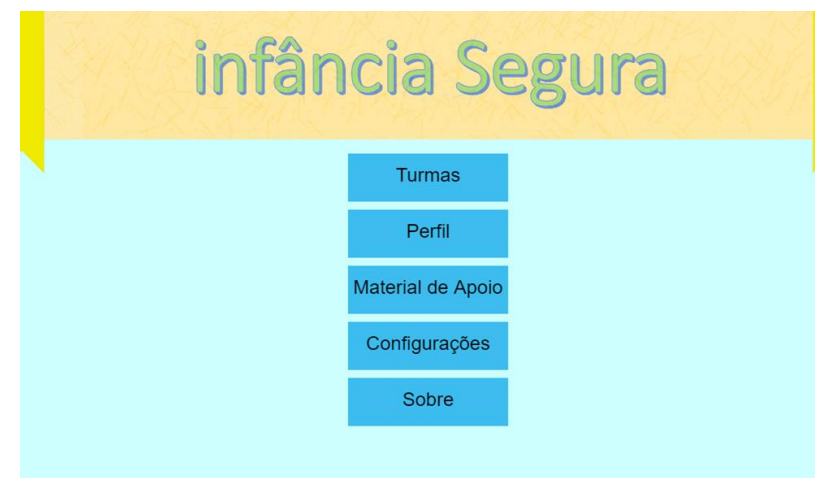 infância Segura
Turmas
Perfil
Material de Apoio
Configurações
Sobre